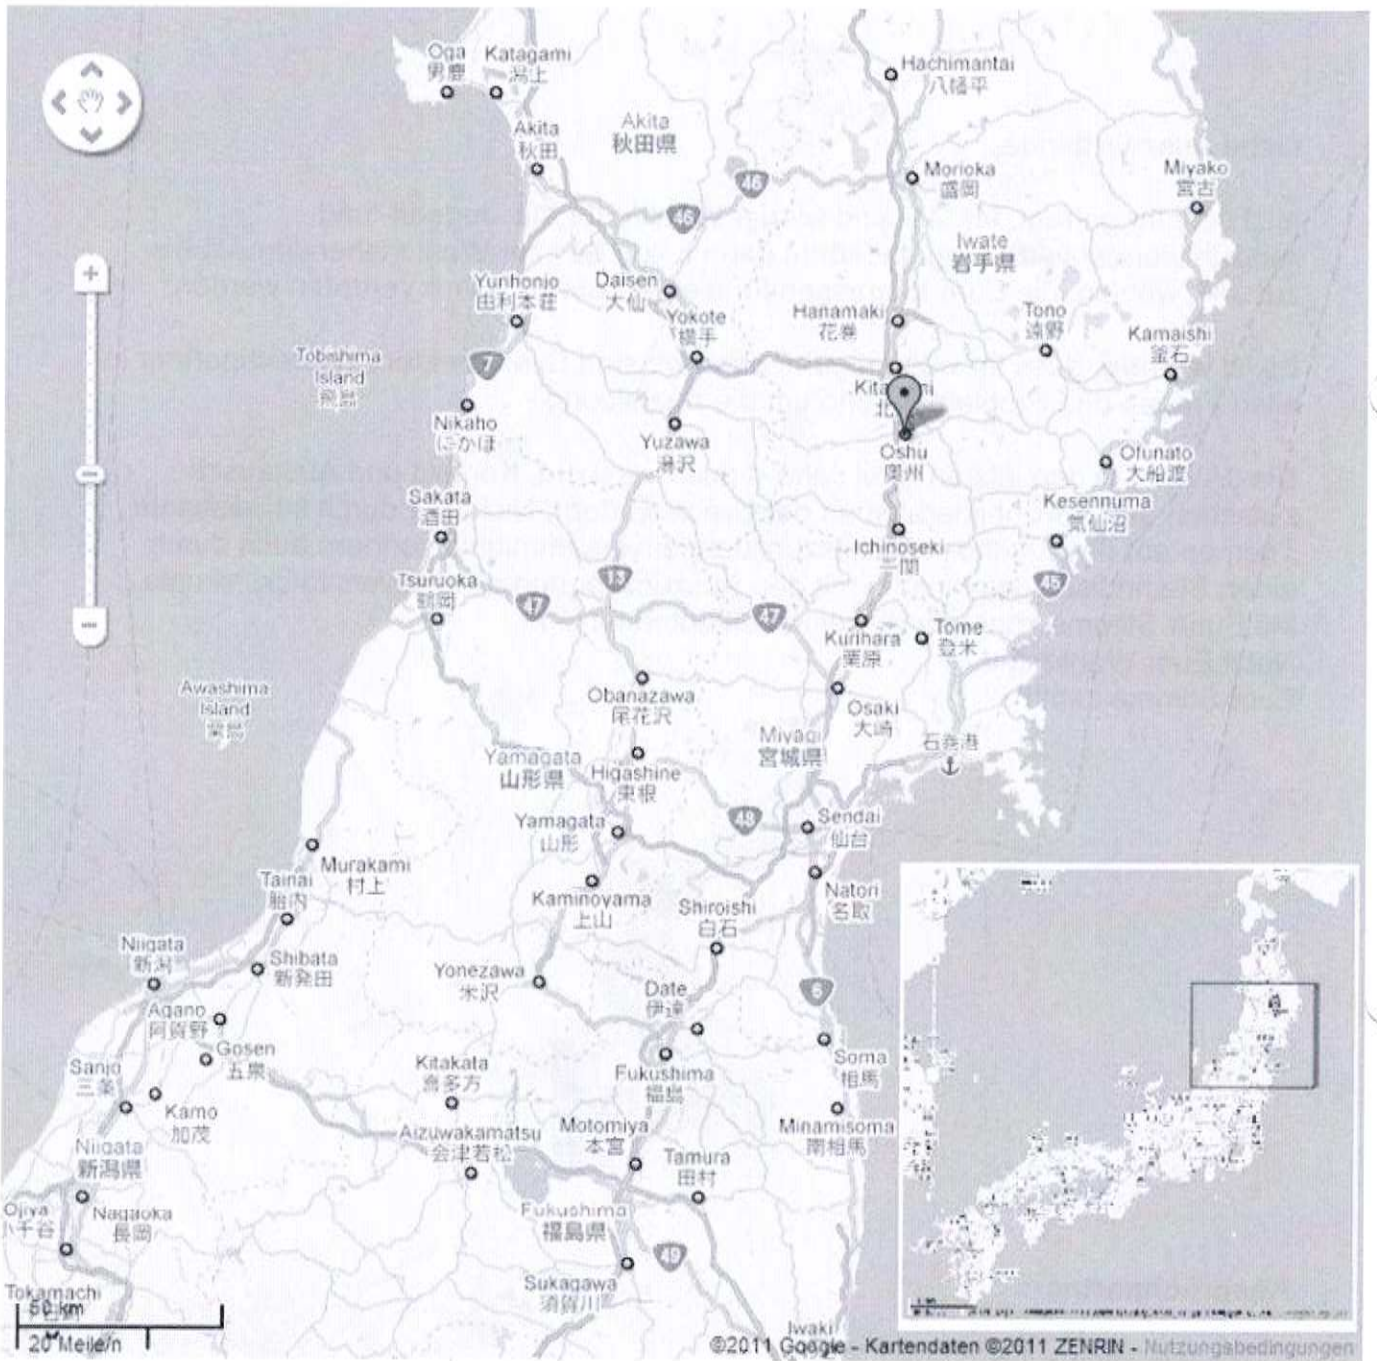 Oga
男鹿
Katagami
潟上
Hachimantai
八幡平
Akita
秋田
Akita
秋田県
46
Morioka
盛岡
Miyako
宮古
46
Iwate
岩手県
Yurihonjo
由利本荘
Daisen
大仙
Yokote
横手
Hanamaki
花巻
Tono
遠野
Kamaishi
釜石
Tobishima
Island
飛島
7
Nikaho
にかほ
Yuzawa
湯沢
Oshu
奥州
Ofunato
大船渡
Sakata
酒田
Kesennuma
気仙沼
Ichinoseki
一関
Tsuruoka
鶴岡
13
45
47
47
Kurihara
栗原
Tome
登米
Awashima
Island
粟島
Obanazawa
尾花沢
Osaki
大崎
Miyagi
宮城県
石巻港
Yamagata
山形県
Higashine
東根
48
Yamagata
山形
Sendai
仙台
Murakami
村上
Tainai
胎内
Kaminoyama
上山
Natori
名取
Shiroishi
白石
Niigata
新潟
Shibata
新発田
Yonezawa
米沢
Date
伊達
6
Agano
阿賀野
Gosen
五泉
Soma
相馬
Sanjo
三条
Kitakata
喜多方
Fukushima
福島
Kamo
加茂
Minamisoma
南相馬
Niigata
新潟県
Aizuwakamatsu
会津若松
Motomiya
本宮
Tamura
田村
Ojiya
小千谷
Nagaoka
長岡
Fukushima
福島県
49
Sukagawa
須賀川
Tokamachi
50 km
20 Meile/n
Iwaki
©2011 Google - Kartendaten ©2011 ZENRIN - Nutzungsbedingungen